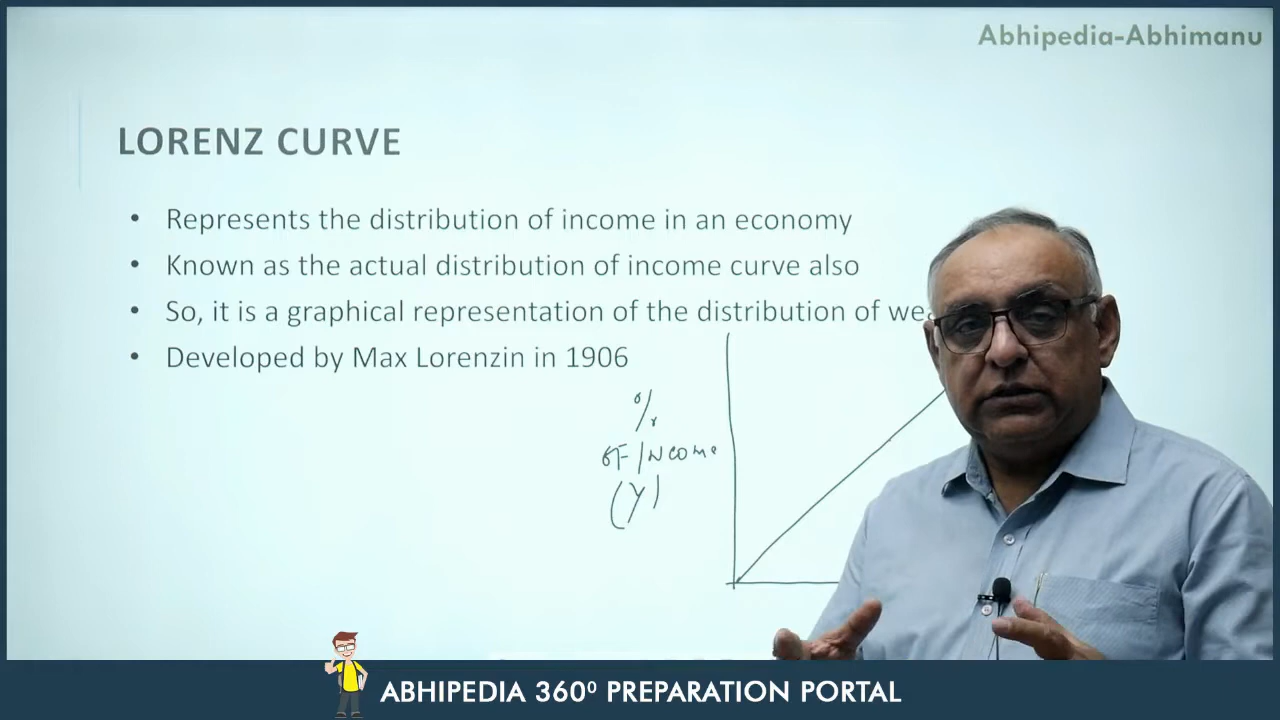 Abhipedia-Abhimanu
LORENZ CURVE
• Represents the distribution of income in an economy
• Known as the actual distribution of income curve also
• So, it is a graphical representation of the distribution of
• Developed by Max Lorenzin in 1906
%
OF INCOME
(Y)
ABHIPEDIA 360⁰ PREPARATION PORTAL